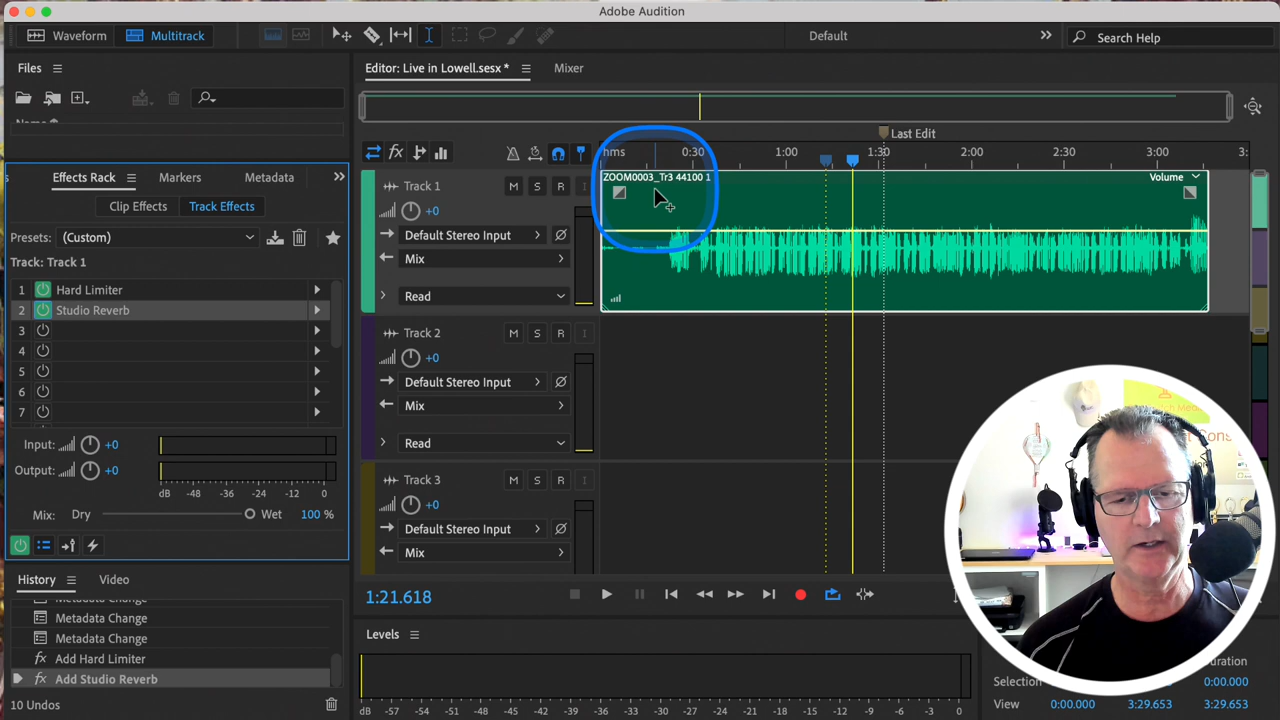 Adobe Audition
Waveform
Multitrack
Default
Search Help
Files
Editor: Live in Lowell.sesx *
Mixer
Last Edit
hms
0:30
1:00
1:30
2:00
2:30
3:00
3:
Effects Rack
Markers
Metadata
Clip Effects
Track Effects
Presets: (Custom)
Track: Track 1
1 Hard Limiter
2 Studio Reverb
3
4
5
6
7
Input: +0
Output: +0
dB -48 -36 -24 -12 0
Mix: Dry Wet 100 %
Track 1 M S R I
+0
Default Stereo Input
Mix
Read
ZOOM0003_Tr3 44100 1
Volume
Track 2 M S R I
+0
Default Stereo Input
Mix
Read
Track 3 M S R I
+0
Default Stereo Input
Mix
History
Video
Metadata Change
Metadata Change
Metadata Change
fx Add Hard Limiter
fx Add Studio Reverb
10 Undos
1:21.618
Levels
dB -57 -54 -51 -48 -45 -42 -39 -36 -33 -30 -27 -24 -21 -18 -15 -12 -9 -6 -3 0
Duration
Selection 0:00.000 0:00.000
View 0:00.000 3:29.653 3:29.653